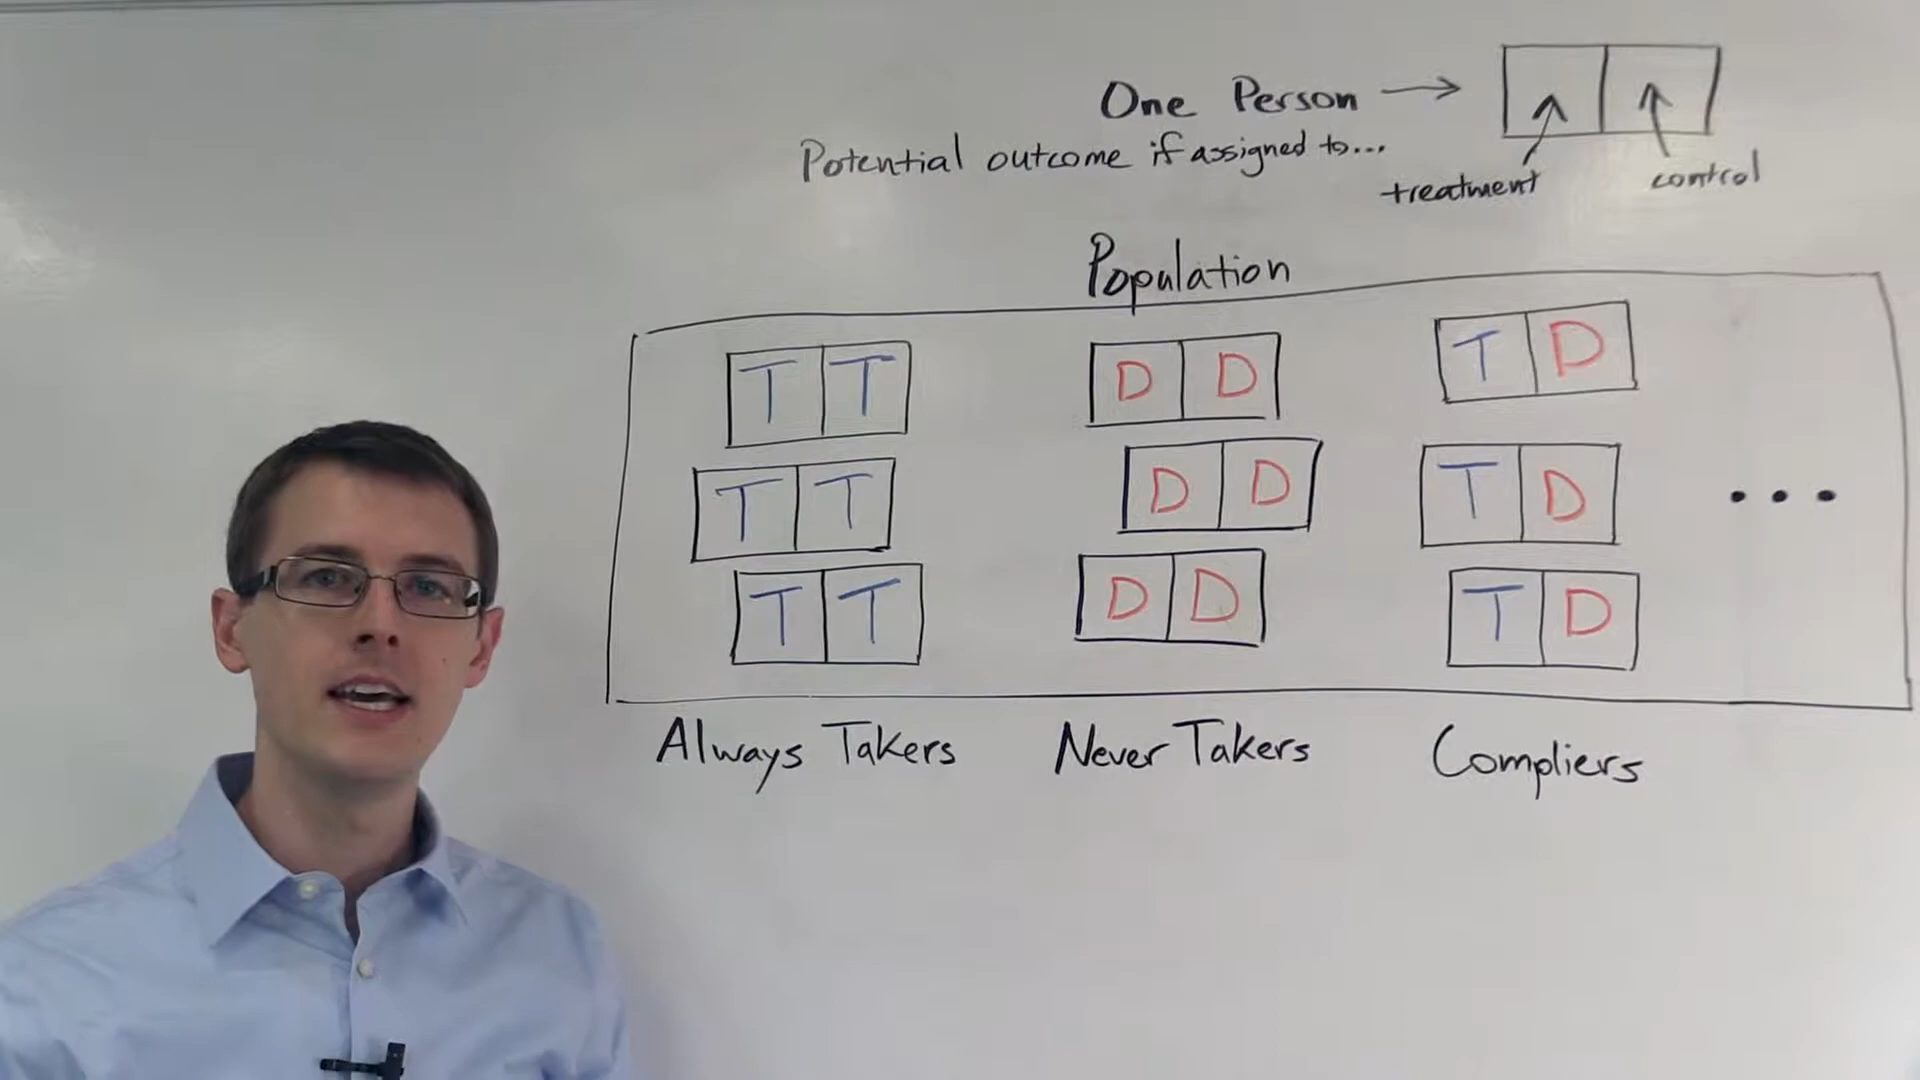 One Person →
Potential outcome if assigned to...
treatment
control
Population
T T D D T D
T T D D T D ...
T T D D T D
Always Takers Never Takers Compliers